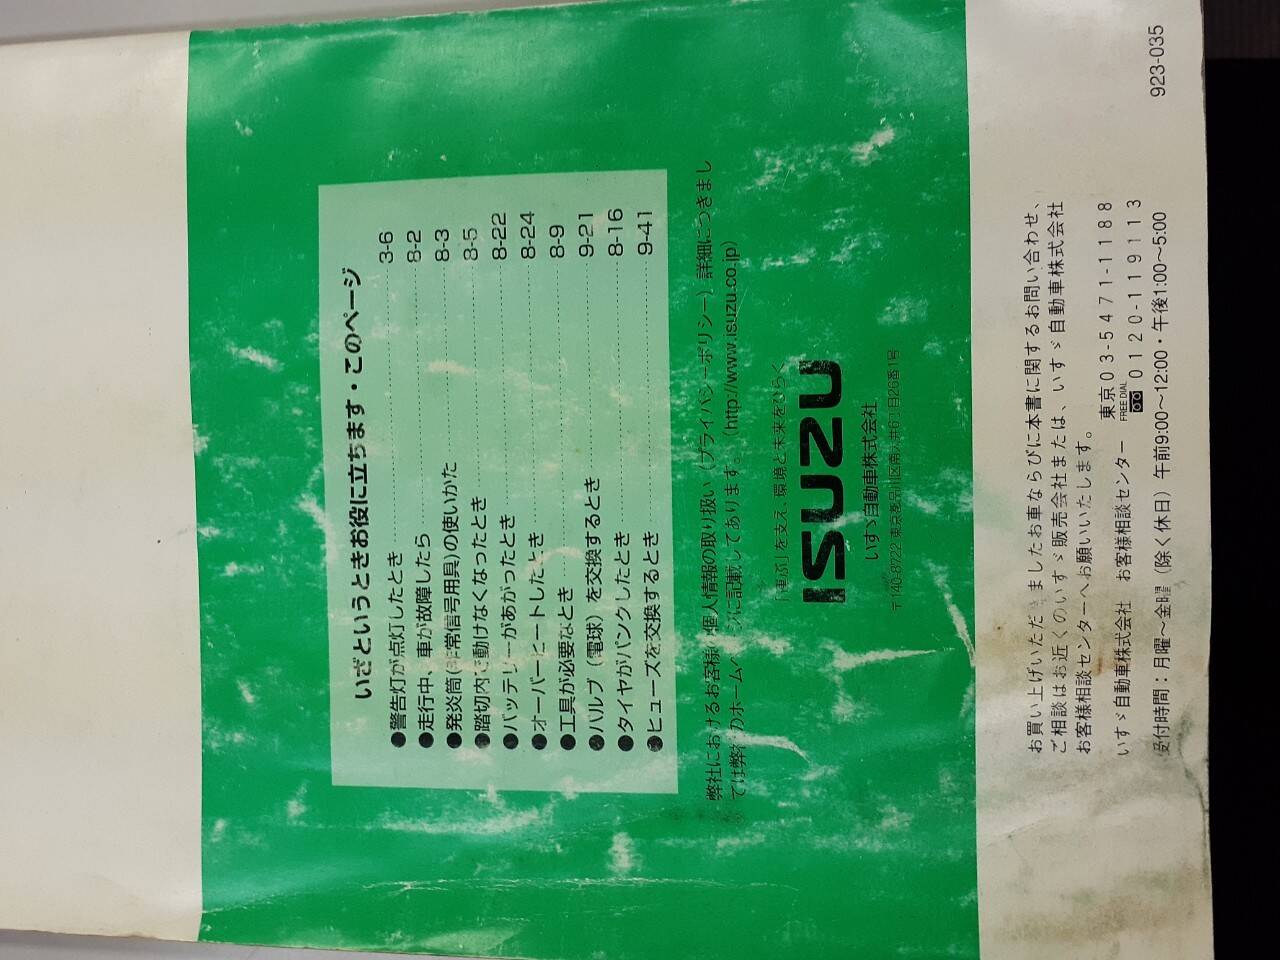 いざというときお役に立ちます・このページ
●警告灯が点灯したとき 3-6
●走行中、車が故障したら 8-2
●発炎筒(非常信号用具)の使いかた 8-3
●踏切内で動けなくなったとき 8-5
●バッテリーがあがったとき 8-22
●オーバーヒートしたとき 8-24
●工具が必要なとき 8-9
●バルブ（電球）を交換するとき 9-21
●タイヤがパンクしたとき 8-16
●ヒューズを交換するとき 9-41
弊社におけるお客様の個人情報の取り扱い（プライバシーポリシー）詳細につきまし
ては弊社のホームページに記載してあります。（http://www.isuzu.co.jp）
「運ぶ」を支え、環境と未来をひらく
ISUZU
いすゞ自動車株式会社
〒140-8722 東京都品川区南大井6丁目26番1号
お買い上げいただきましたお車ならびに本書に関するお問い合わせ、
ご相談はお近くのいすゞ販売会社または、いすゞ自動車株式会社
お客様相談センターへお願いいたします。
いすゞ自動車株式会社 お客様相談センター 東京03-5471-1188
FREE DIAL 0120-119113
受付時間：月曜～金曜（除く休日）午前9:00～12:00・午後1:00～5:00
923-035